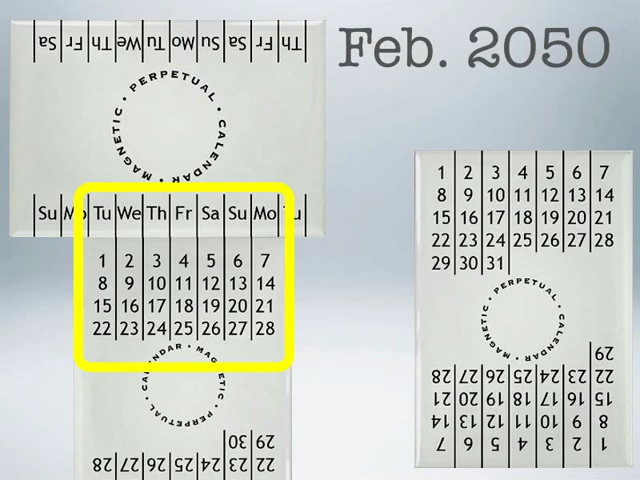 Feb. 2050
Th Fr Sa Su Mo Tu We Th Fr Sa
PERPETUAL • CALENDAR • MAGNETIC •
Su Mo Tu We Th Fr Sa Su Mo Tu
1 2 3 4 5 6 7
8 9 10 11 12 13 14
15 16 17 18 19 20 21
22 23 24 25 26 27 28
MAGNETIC • PERPETUAL • CALENDAR •
22 23 24 25 26 27 28
29 30
1 2 3 4 5 6 7
8 9 10 11 12 13 14
15 16 17 18 19 20 21
22 23 24 25 26 27 28
29 30 31
PERPETUAL • CALENDAR • MAGNETIC •
1 2 3 4 5 6 7
8 9 10 11 12 13 14
15 16 17 18 19 20 21
22 23 24 25 26 27 28
29